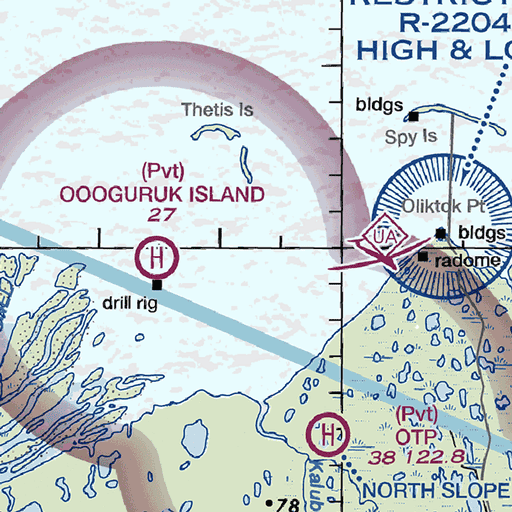 R-2204
HIGH & LO
bldgs
Thetis Is
Spy Is
(Pvt)
OOOGURUK ISLAND
27
H
Oliktok Pt
UA
bldgs
radome
drill rig
(Pvt)
OTP
38 122.8
H
NORTH SLOPE
Kalub
78